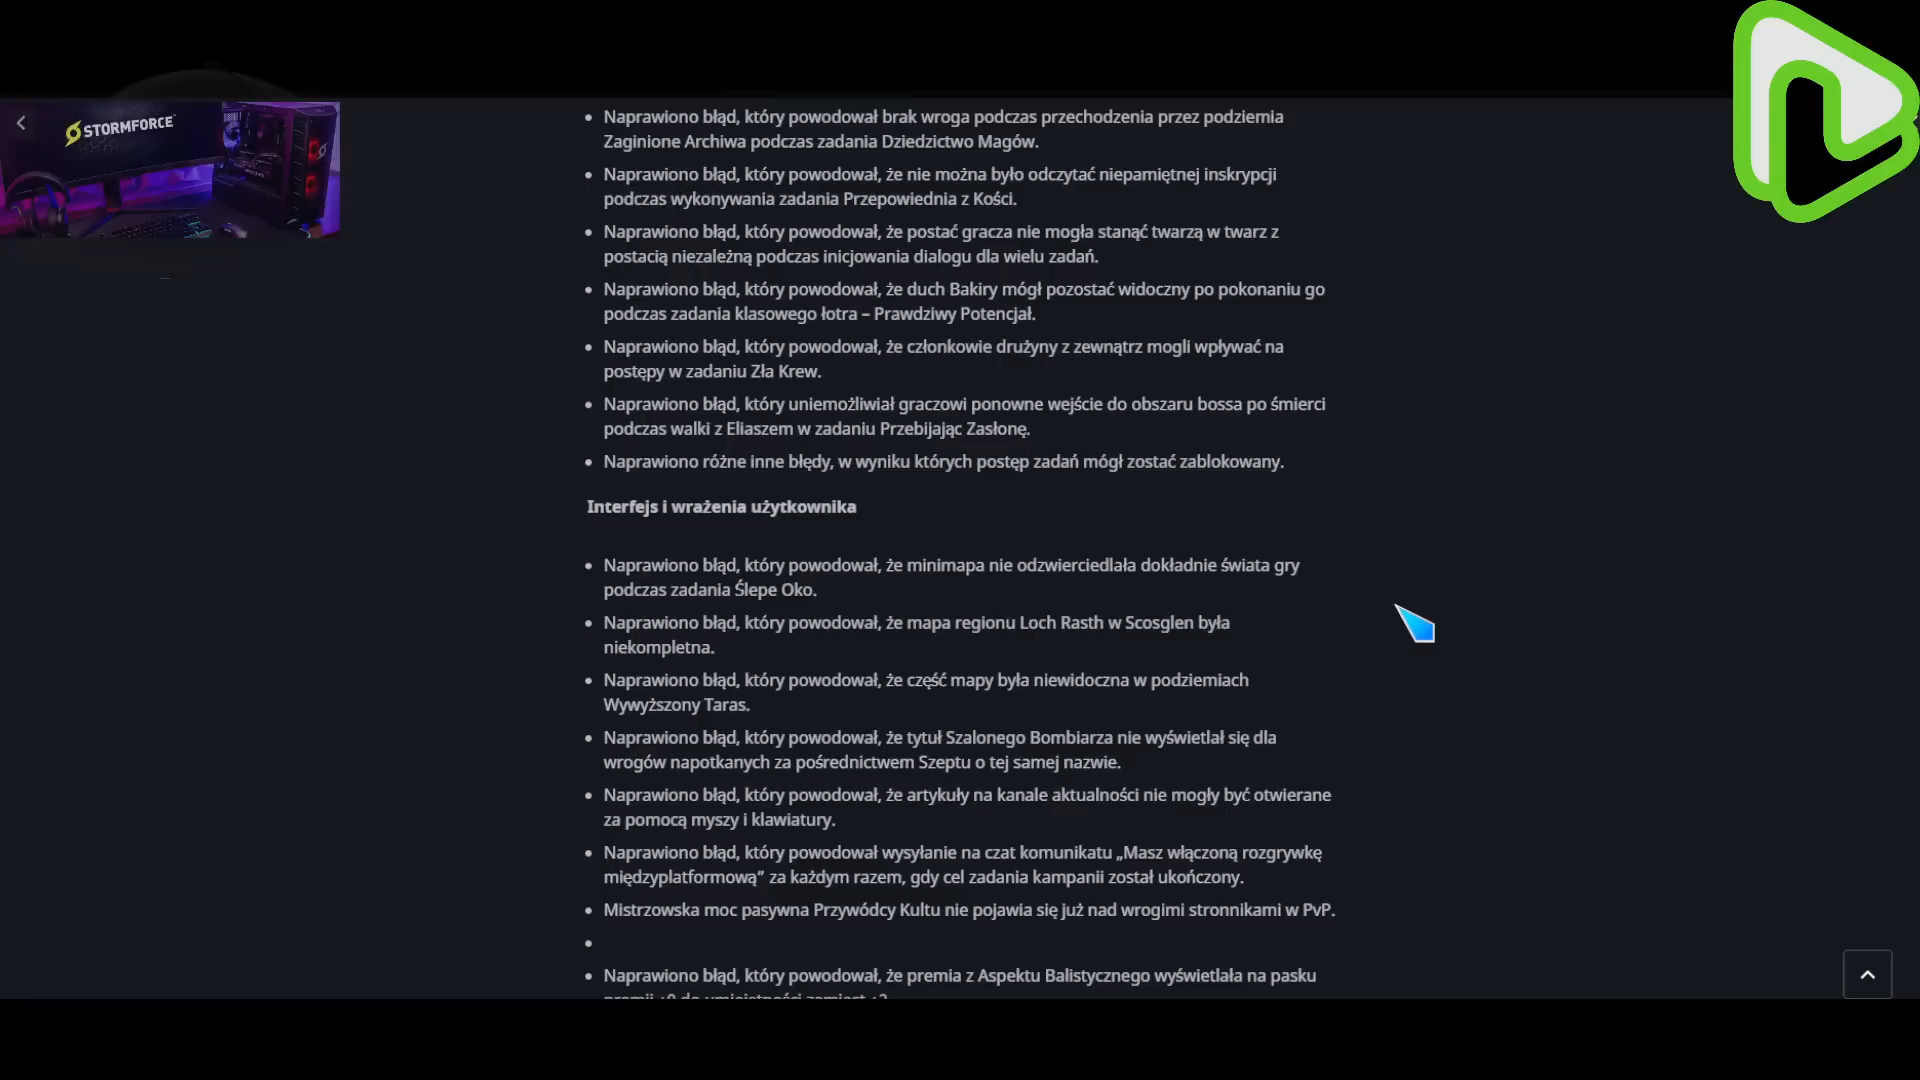 STORMFORCE
Naprawiono błąd, który powodował brak wroga podczas przechodzenia przez podziemia
Zaginione Archiwa podczas zadania Dziedzictwo Magów.
Naprawiono błąd, który powodował, że nie można było odczytać niepamiętnej inskrypcji
podczas wykonywania zadania Przepowiednia z Kości.
Naprawiono błąd, który powodował, że postać gracza nie mogła stanąć twarzą w twarz z
postacią niezależną podczas inicjowania dialogu dla wielu zadań.
Naprawiono błąd, który powodował, że duch Bakiry mógł pozostać widoczny po pokonaniu go
podczas zadania klasowego łotra – Prawdziwy Potencjał.
Naprawiono błąd, który powodował, że członkowie drużyny z zewnątrz mogli wpływać na
postępy w zadaniu Zła Krew.
Naprawiono błąd, który uniemożliwiał graczowi ponowne wejście do obszaru bossa po śmierci
podczas walki z Eliaszem w zadaniu Przebijając Zasłonę.
Naprawiono różne inne błędy, w wyniku których postęp zadań mógł zostać zablokowany.
Interfejs i wrażenia użytkownika
Naprawiono błąd, który powodował, że minimapa nie odzwierciedlała dokładnie świata gry
podczas zadania Ślepe Oko.
Naprawiono błąd, który powodował, że mapa regionu Loch Rasth w Scosglen była
niekompletna.
Naprawiono błąd, który powodował, że część mapy była niewidoczna w podziemiach
Wywyższony Taras.
Naprawiono błąd, który powodował, że tytuł Szalonego Bombiarza nie wyświetlał się dla
wrogów napotkanych za pośrednictwem Szeptu o tej samej nazwie.
Naprawiono błąd, który powodował, że artykuły na kanale aktualności nie mogły być otwierane
za pomocą myszy i klawiatury.
Naprawiono błąd, który powodował wysyłanie na czat komunikatu „Masz włączoną rozgrywkę
międzyplatformową” za każdym razem, gdy cel zadania kampanii został ukończony.
Mistrzowska moc pasywna Przywódcy Kultu nie pojawia się już nad wrogimi stronnikami w PvP.
Naprawiono błąd, który powodował, że premia z Aspektu Balistycznego wyświetlała na pasku
premii +0 do umiejętności zamiast +2